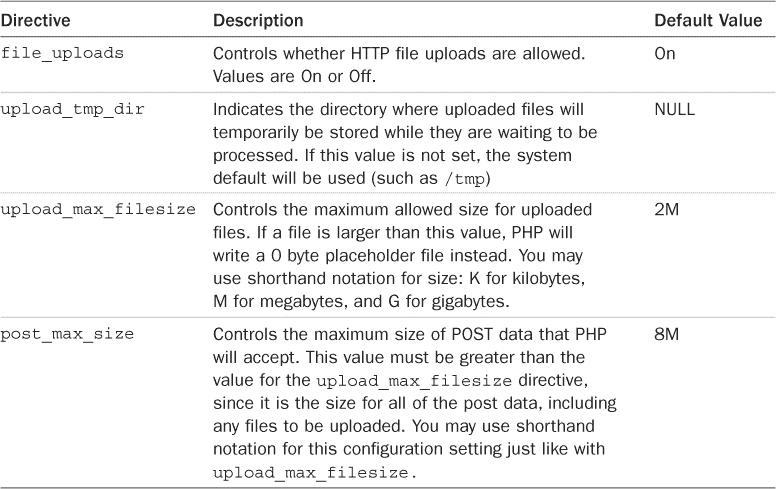 Directive Description Default Value
file_uploads Controls whether HTTP file uploads are allowed. On
Values are On or Off.
upload_tmp_dir Indicates the directory where uploaded files will NULL
temporarily be stored while they are waiting to be
processed. If this value is not set, the system
default will be used (such as /tmp)
upload_max_filesize Controls the maximum allowed size for uploaded 2M
files. If a file is larger than this value, PHP will
write a 0 byte placeholder file instead. You may
use shorthand notation for size: K for kilobytes,
M for megabytes, and G for gigabytes.
post_max_size Controls the maximum size of POST data that PHP 8M
will accept. This value must be greater than the
value for the upload_max_filesize directive,
since it is the size for all of the post data, including
any files to be uploaded. You may use shorthand
notation for this configuration setting just like with
upload_max_filesize.